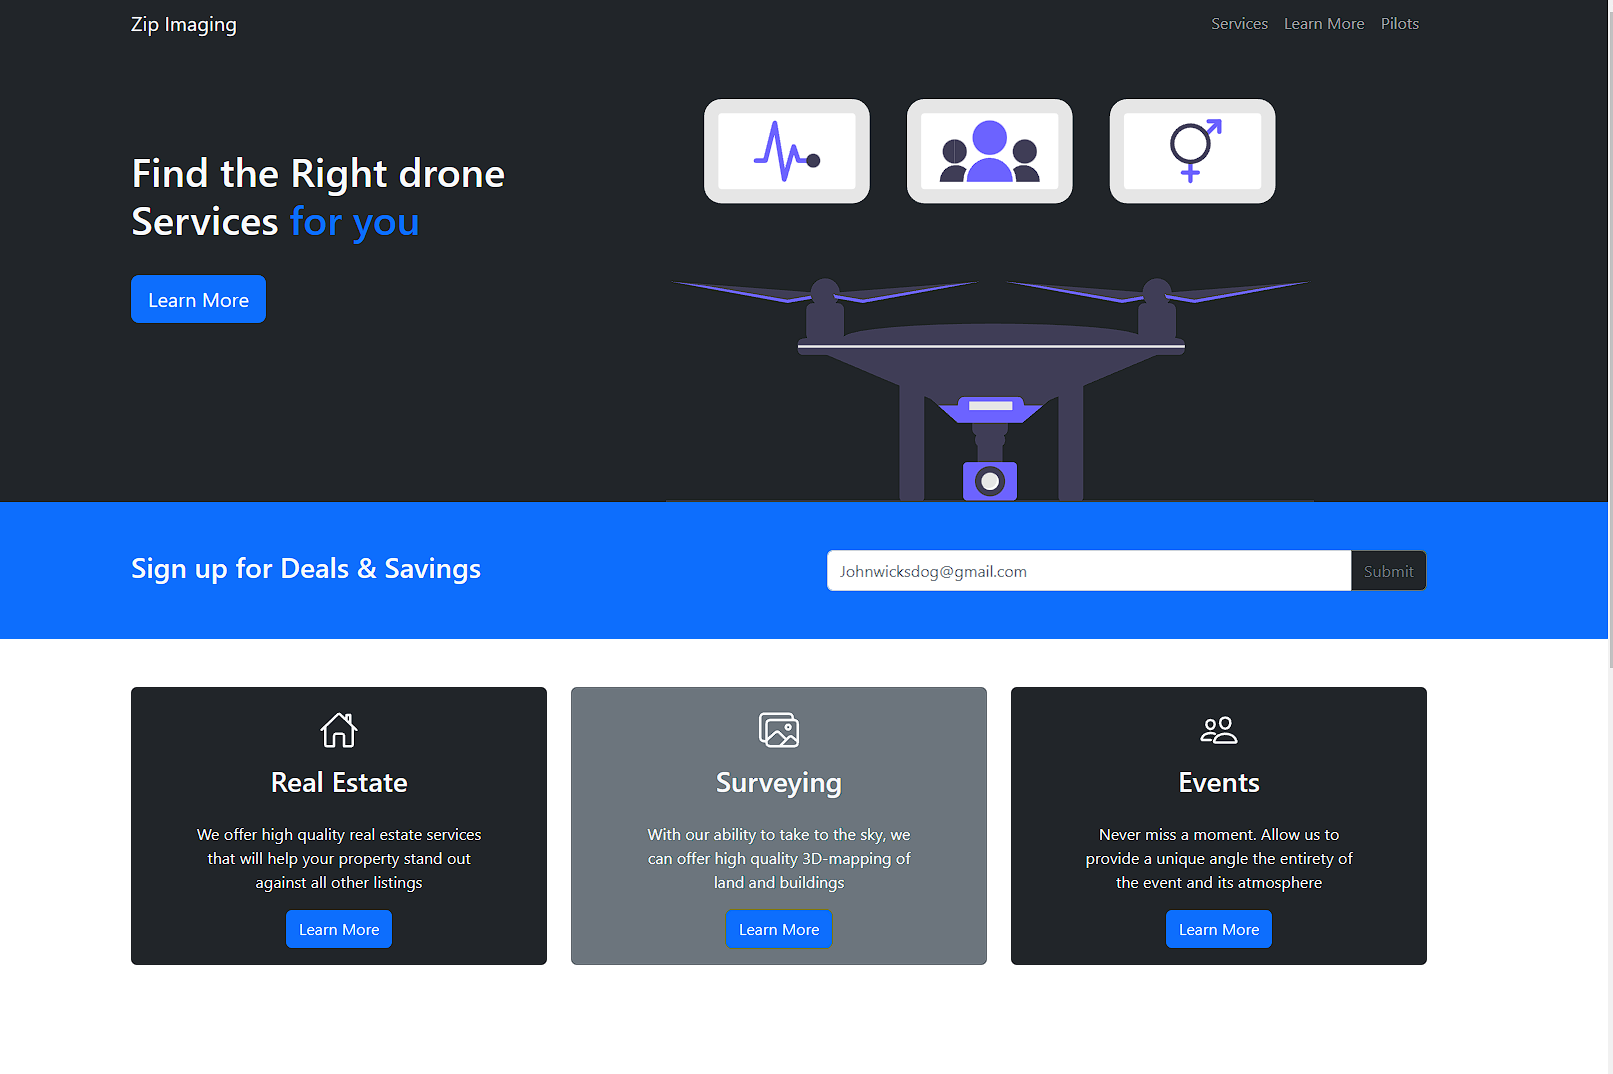 Zip Imaging
Services Learn More Pilots
Find the Right drone
Services for you
Learn More
Sign up for Deals & Savings
Johnwicksdog@gmail.com
Submit
Real Estate
We offer high quality real estate services
that will help your property stand out
against all other listings
Learn More
Surveying
With our ability to take to the sky, we
can offer high quality 3D-mapping of
land and buildings
Learn More
Events
Never miss a moment. Allow us to
provide a unique angle the entirety of
the event and its atmosphere
Learn More